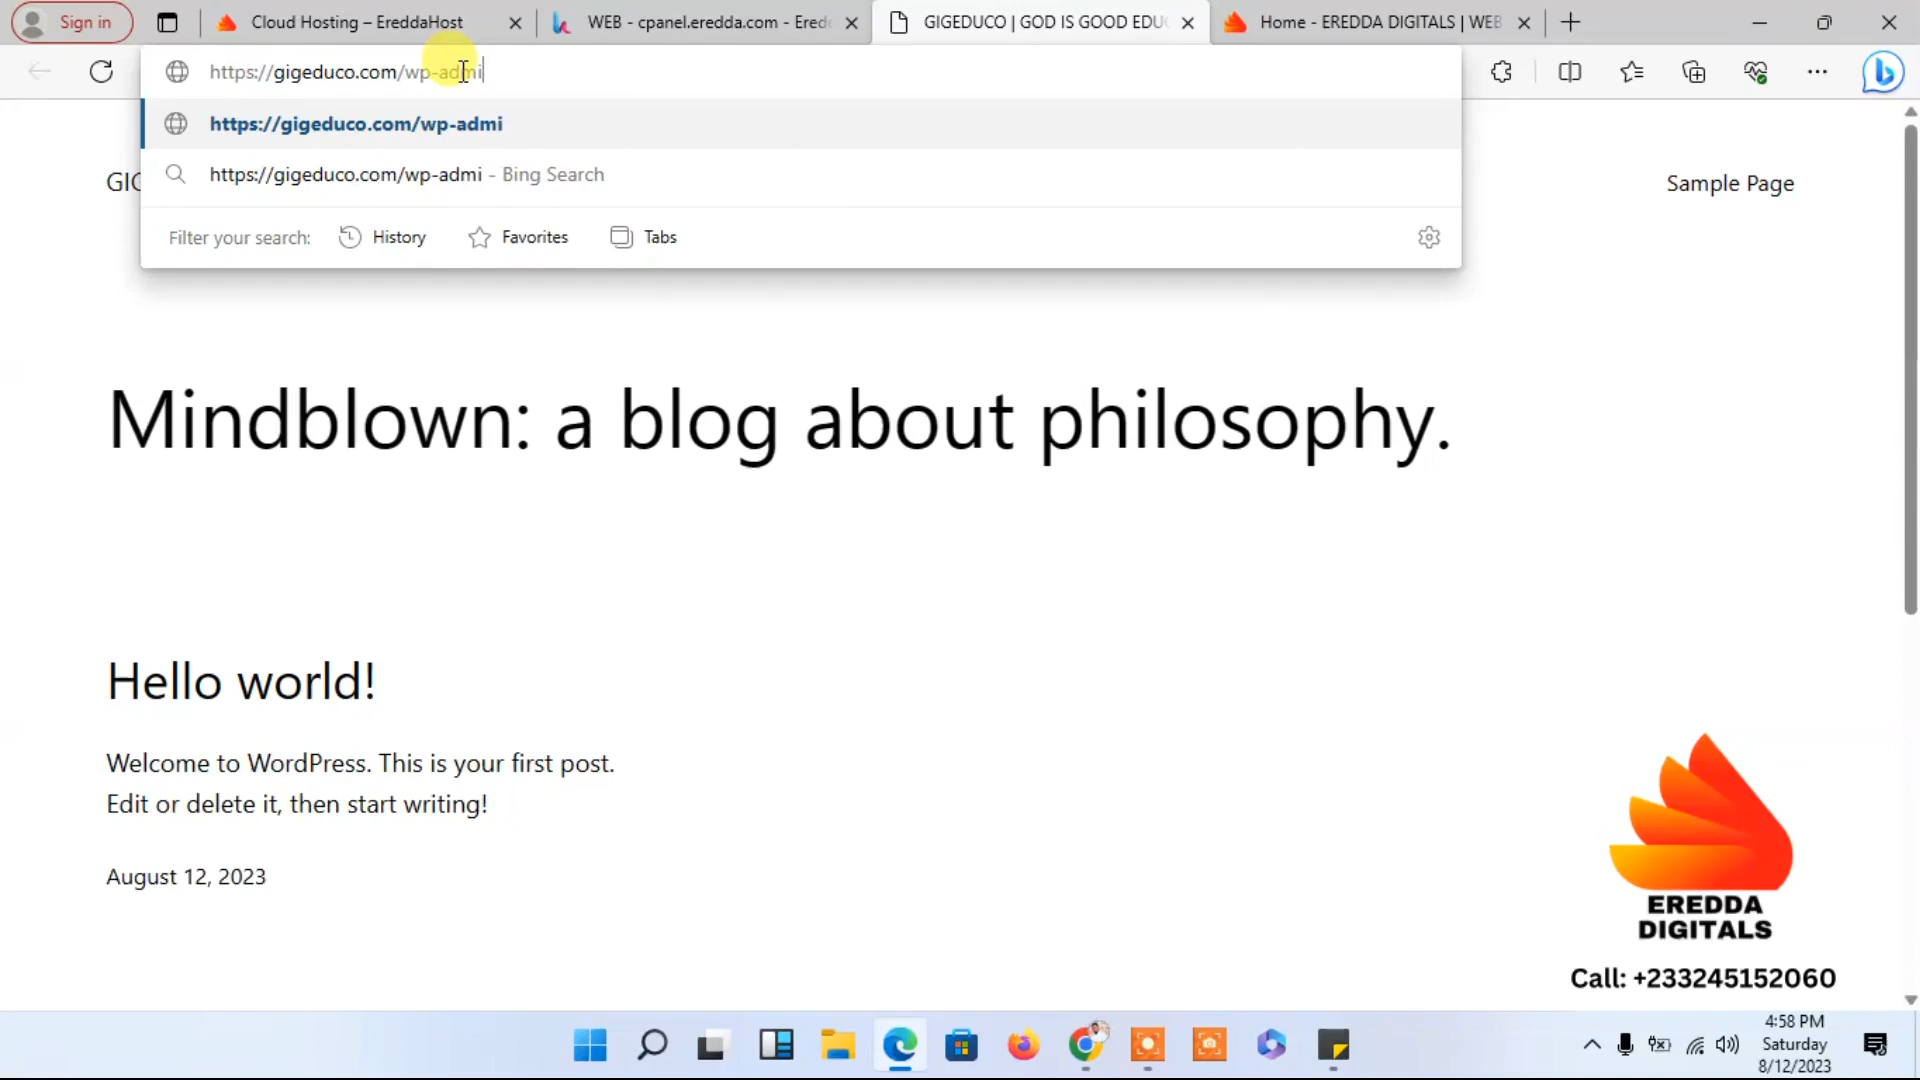 Sign in
Cloud Hosting – EreddaHost
WEB - cpanel.eredda.com - Ered
GIGEDUCO | GOD IS GOOD EDU
Home - EREDDA DIGITALS | WEB
https://gigeduco.com/wp-admi
https://gigeduco.com/wp-admi
https://gigeduco.com/wp-admi - Bing Search
Filter your search: History Favorites Tabs
GIG
Sample Page
Mindblown: a blog about philosophy.
Hello world!
Welcome to WordPress. This is your first post.
Edit or delete it, then start writing!
August 12, 2023
EREDDA
DIGITALS
Call: +233245152060
4:58 PM
Saturday
8/12/2023